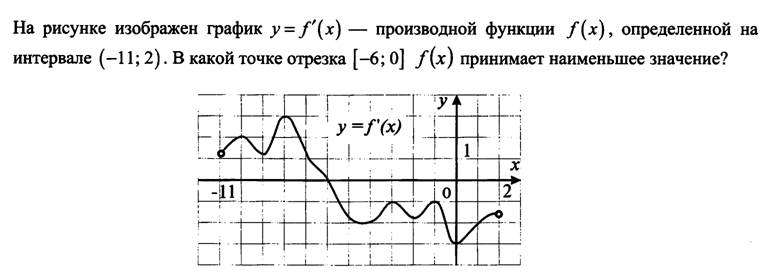 На рисунке изображен график y = f′(x) — производной функции f(x), определенной на
интервале (−11; 2). В какой точке отрезка [−6; 0] f(x) принимает наименьшее значение?
y
y = f'(x)
1
x
-11
0
2